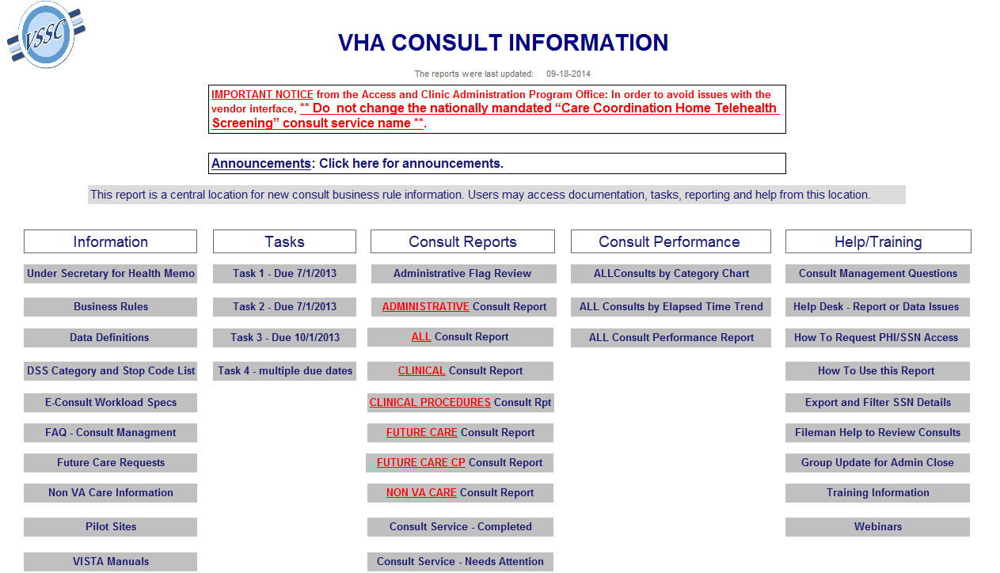 VSSC
VHA CONSULT INFORMATION
The reports were last updated: 09-18-2014
IMPORTANT NOTICE from the Access and Clinic Administration Program Office: In order to avoid issues with the
vendor interface, ** Do not change the nationally mandated “Care Coordination Home Telehealth
Screening” consult service name **.
Announcements: Click here for announcements.
This report is a central location for new consult business rule information. Users may access documentation, tasks, reporting and help from this location.
Information
Under Secretary for Health Memo
Business Rules
Data Definitions
DSS Category and Stop Code List
E-Consult Workload Specs
FAQ - Consult Managment
Future Care Requests
Non VA Care Information
Pilot Sites
VISTA Manuals
Tasks
Task 1 - Due 7/1/2013
Task 2 - Due 7/1/2013
Task 3 - Due 10/1/2013
Task 4 - multiple due dates
Consult Reports
Administrative Flag Review
ADMINISTRATIVE Consult Report
ALL Consult Report
CLINICAL Consult Report
CLINICAL PROCEDURES Consult Rpt
FUTURE CARE Consult Report
FUTURE CARE CP Consult Report
NON VA CARE Consult Report
Consult Service - Completed
Consult Service - Needs Attention
Consult Performance
ALLConsults by Category Chart
ALL Consults by Elapsed Time Trend
ALL Consult Performance Report
Help/Training
Consult Management Questions
Help Desk - Report or Data Issues
How To Request PHI/SSN Access
How To Use this Report
Export and Filter SSN Details
Fileman Help to Review Consults
Group Update for Admin Close
Training Information
Webinars